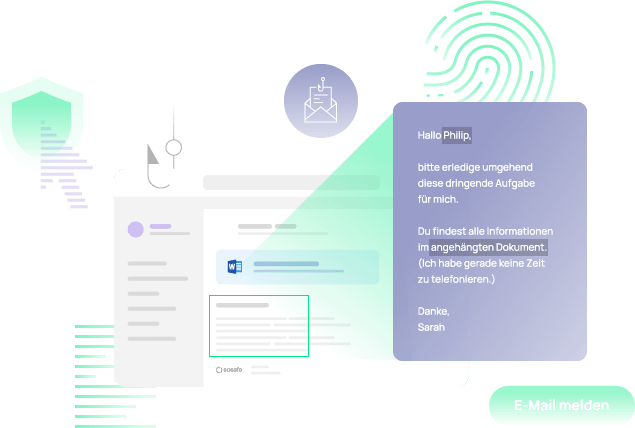 Hallo Philip,
bitte erledige umgehend
diese dringende Aufgabe
für mich.
Du findest alle Informationen
im angehängten Dokument.
(Ich habe gerade keine Zeit
zu telefonieren.)
Danke,
Sarah
W
sosafe
E-Mail melden